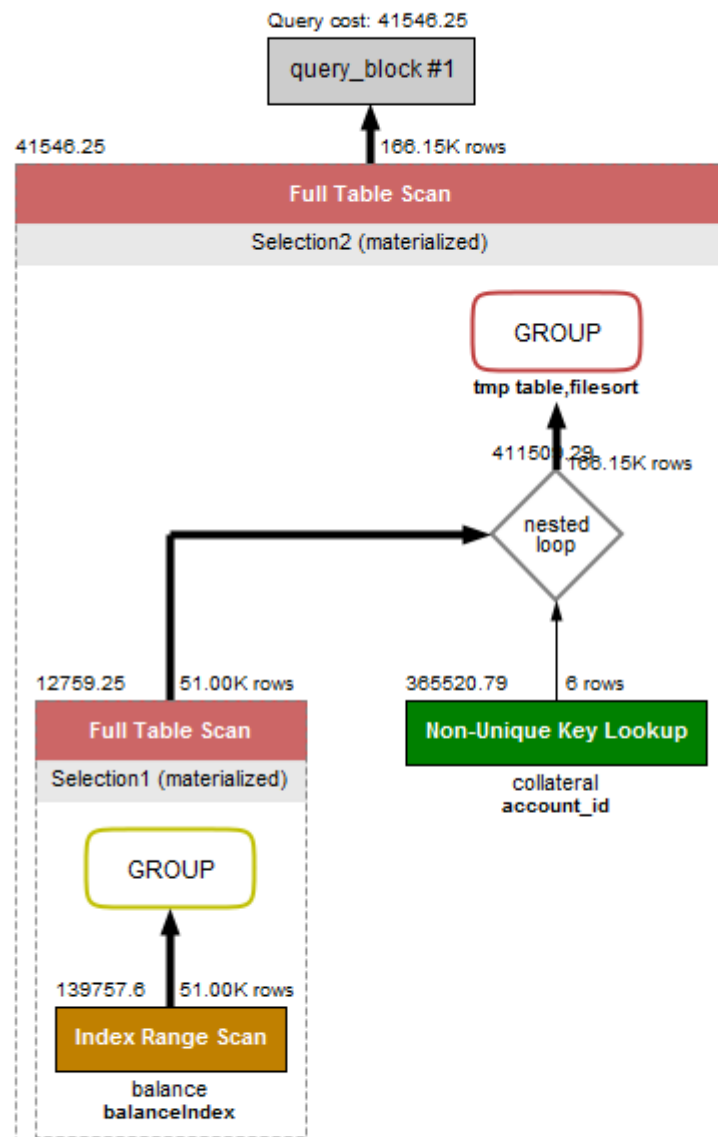 Query cost: 41546.25
query_block #1
41546.25
166.15K rows
Full Table Scan
Selection2 (materialized)
GROUP
tmp table,filesort
411509.29
166.15K rows
nested
loop
12759.25
51.00K rows
365520.79
6 rows
Full Table Scan
Non-Unique Key Lookup
Selection1 (materialized)
collateral
account_id
GROUP
139757.6
51.00K rows
Index Range Scan
balance
balanceIndex